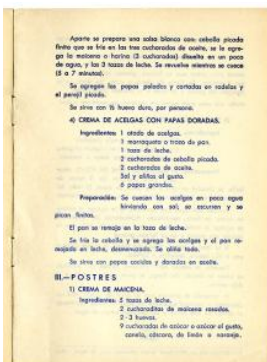 Aparte se prepara una salsa blanca con: cebolla picada
finita que se fríe en las tres cucharadas de aceite, se le agre-
ga la maicena o harina (3 cucharadas) disuelta en un poco
de agua, y las 3 tazas de leche. Se revuelve mientras se cuece
(5 a 7 minutos).
Se agregan las papas peladas y cortadas en rodelas y
el perejil picado.
Se sirve con ½ huevo duro, por persona.
4) CREMA DE ACELGAS CON PAPAS DORADAS.
Ingredientes: 1 atado de acelgas.
1 marraqueta o trozo de pan.
1 taza de leche.
2 cucharadas de cebolla picada.
2 cucharadas de aceite.
Sal y aliños al gusto.
6 papas grandes.
Preparación: Se cuecen las acelgas en poca agua
hirviendo con sal; se escurren y se
pican finitas.
El pan se remoja en la taza de leche.
Se fríe la cebolla y se agrega las acelgas y el pan re-
mojado en leche, desmenuzado. Se aliña todo.
Se sirve con papas cocidas y doradas en aceite.
III.—POSTRES
1) CREMA DE MAICENA.
Ingredientes: 5 tazas de leche.
2 cucharaditas de maicena rasadas.
2 - 3 huevos.
9 cucharadas de azúcar o azúcar al gusto,
canela, cáscara, de limón o naranja.